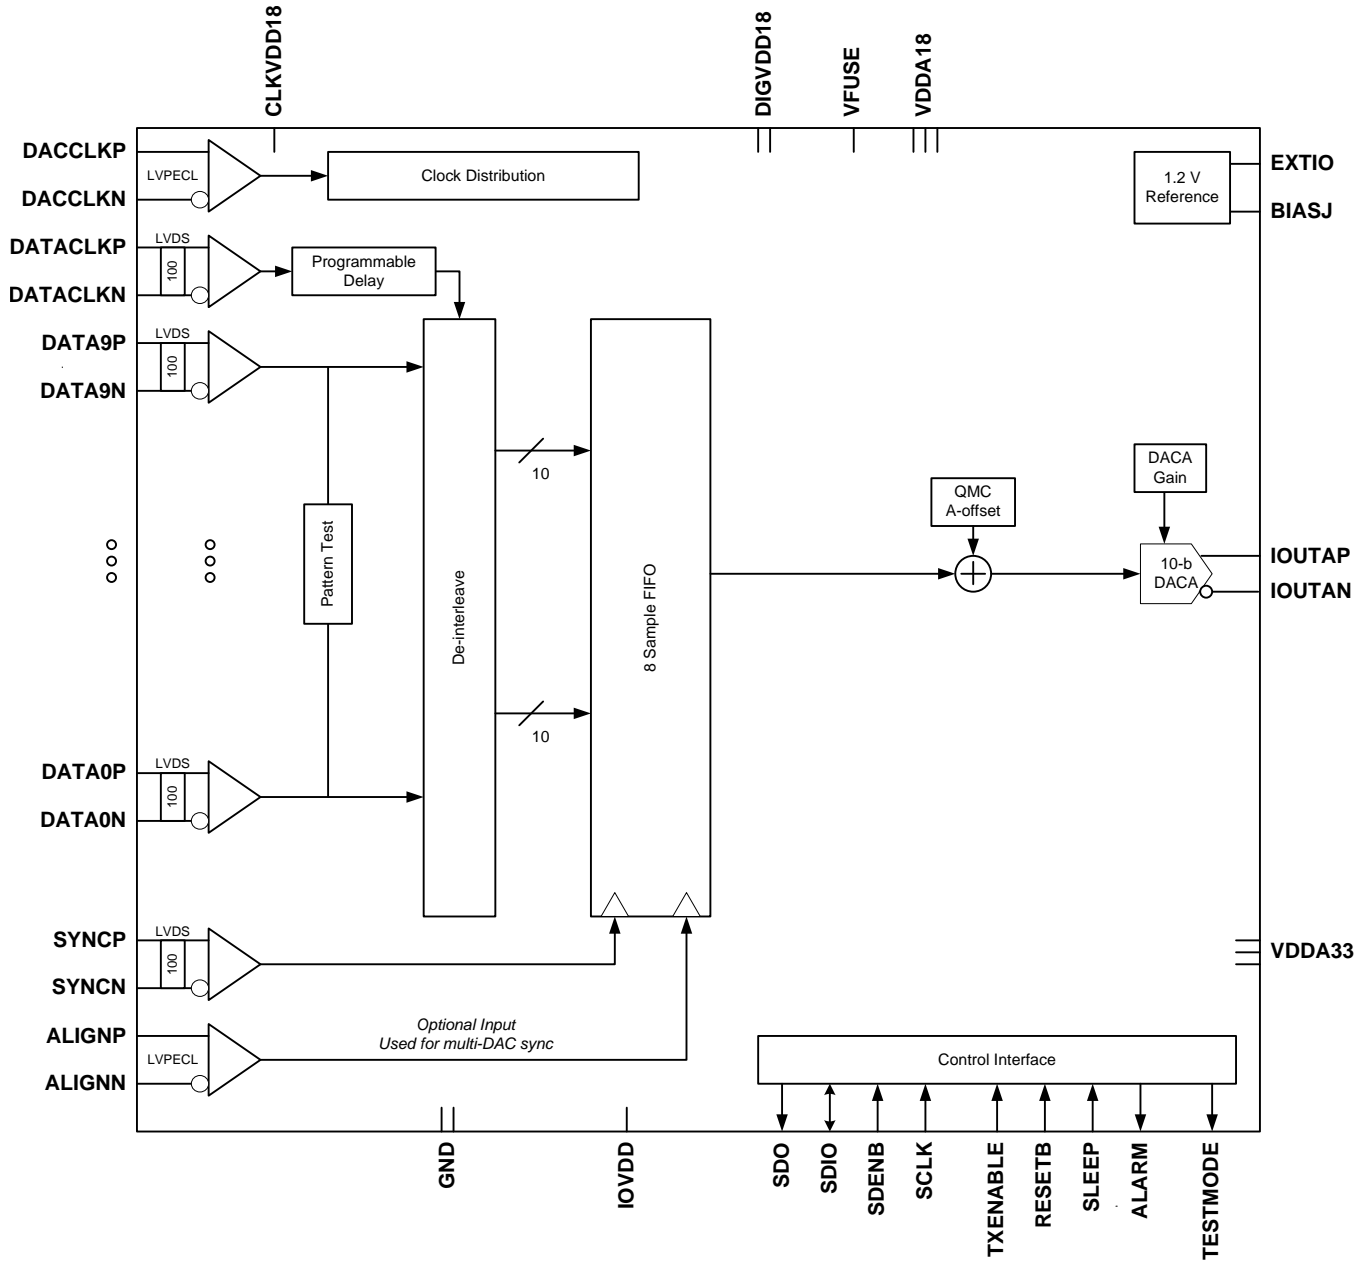 CLKVDD18
DIGVDD18
VFUSE
VDDA18
DACCLKP
LVPECL
DACCLKN
Clock Distribution
1.2 V
Reference
EXTIO
BIASJ
DATACLKP
LVDS
100
DATACLKN
Programmable
Delay
DATA9P
LVDS
100
DATA9N
Pattern Test
De-interleave
10
10
8 Sample FIFO
QMC
A-offset
DACA
Gain
10-b
DACA
IOUTAP
IOUTAN
DATA0P
LVDS
100
DATA0N
SYNCP
LVDS
100
SYNCN
VDDA33
ALIGNP
LVPECL
ALIGNN
Optional Input
Used for multi-DAC sync
Control Interface
GND
IOVDD
SDO
SDIO
SDENB
SCLK
TXENABLE
RESETB
SLEEP
ALARM
TESTMODE